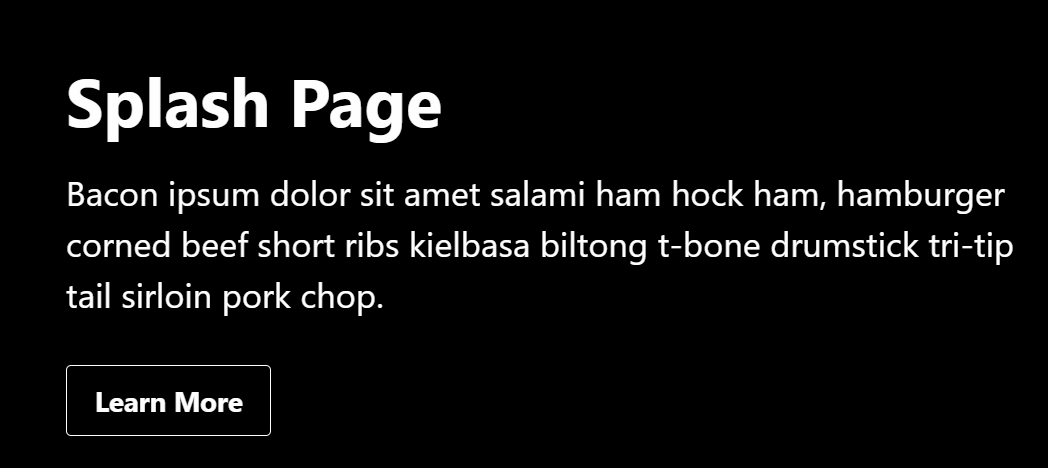 Splash Page
Bacon ipsum dolor sit amet salami ham hock ham, hamburger
corned beef short ribs kielbasa biltong t-bone drumstick tri-tip
tail sirloin pork chop.
Learn More